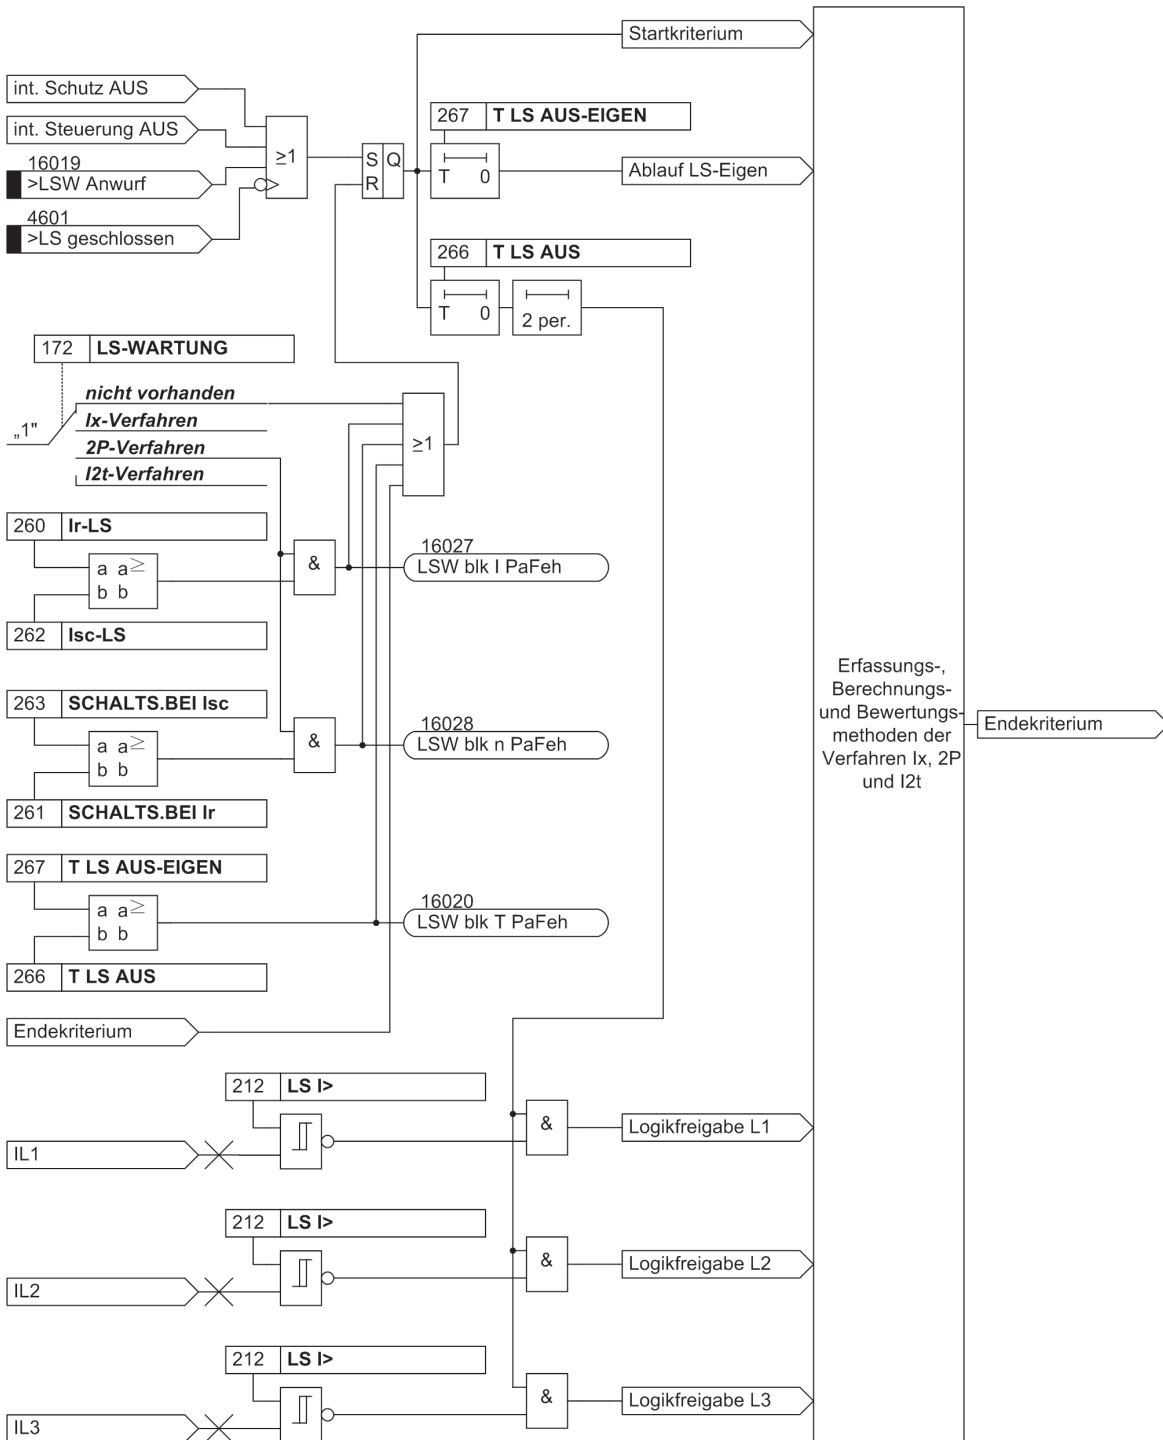 Startkriterium
int. Schutz AUS
267 T LS AUS-EIGEN
int. Steuerung AUS
≥1
S Q
R
T 0
Ablauf LS-Eigen
16019
>LSW Anwurf
4601
>LS geschlossen
266 T LS AUS
T 0
2 per.
172 LS-WARTUNG
„1"
nicht vorhanden
Ix-Verfahren
2P-Verfahren
I2t-Verfahren
≥1
260 Ir-LS
a a≥
b b
&
16027
LSW blk I PaFeh
262 Isc-LS
263 SCHALTS.BEI Isc
a a≥
b b
&
16028
LSW blk n PaFeh
261 SCHALTS.BEI Ir
Erfassungs-,
Berechnungs-
und Bewertungs-
methoden der
Verfahren Ix, 2P
und I2t
Endekriterium
267 T LS AUS-EIGEN
a a≥
b b
16020
LSW blk T PaFeh
266 T LS AUS
Endekriterium
212 LS I>
IL1
&
Logikfreigabe L1
212 LS I>
IL2
&
Logikfreigabe L2
212 LS I>
IL3
&
Logikfreigabe L3